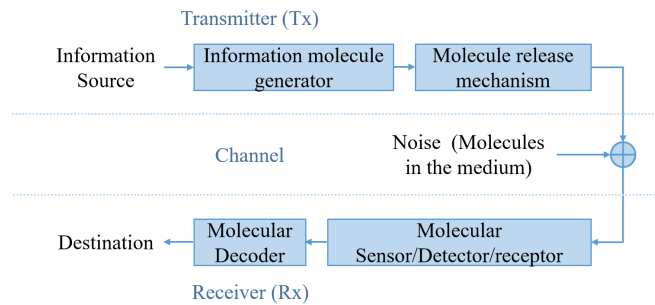 Transmitter (Tx)
Information
Source
Information molecule
generator
Molecule release
mechanism
Channel
Noise  (Molecules
in the medium)
Destination
Molecular
Decoder
Molecular
Sensor/Detector/receptor
Receiver (Rx)